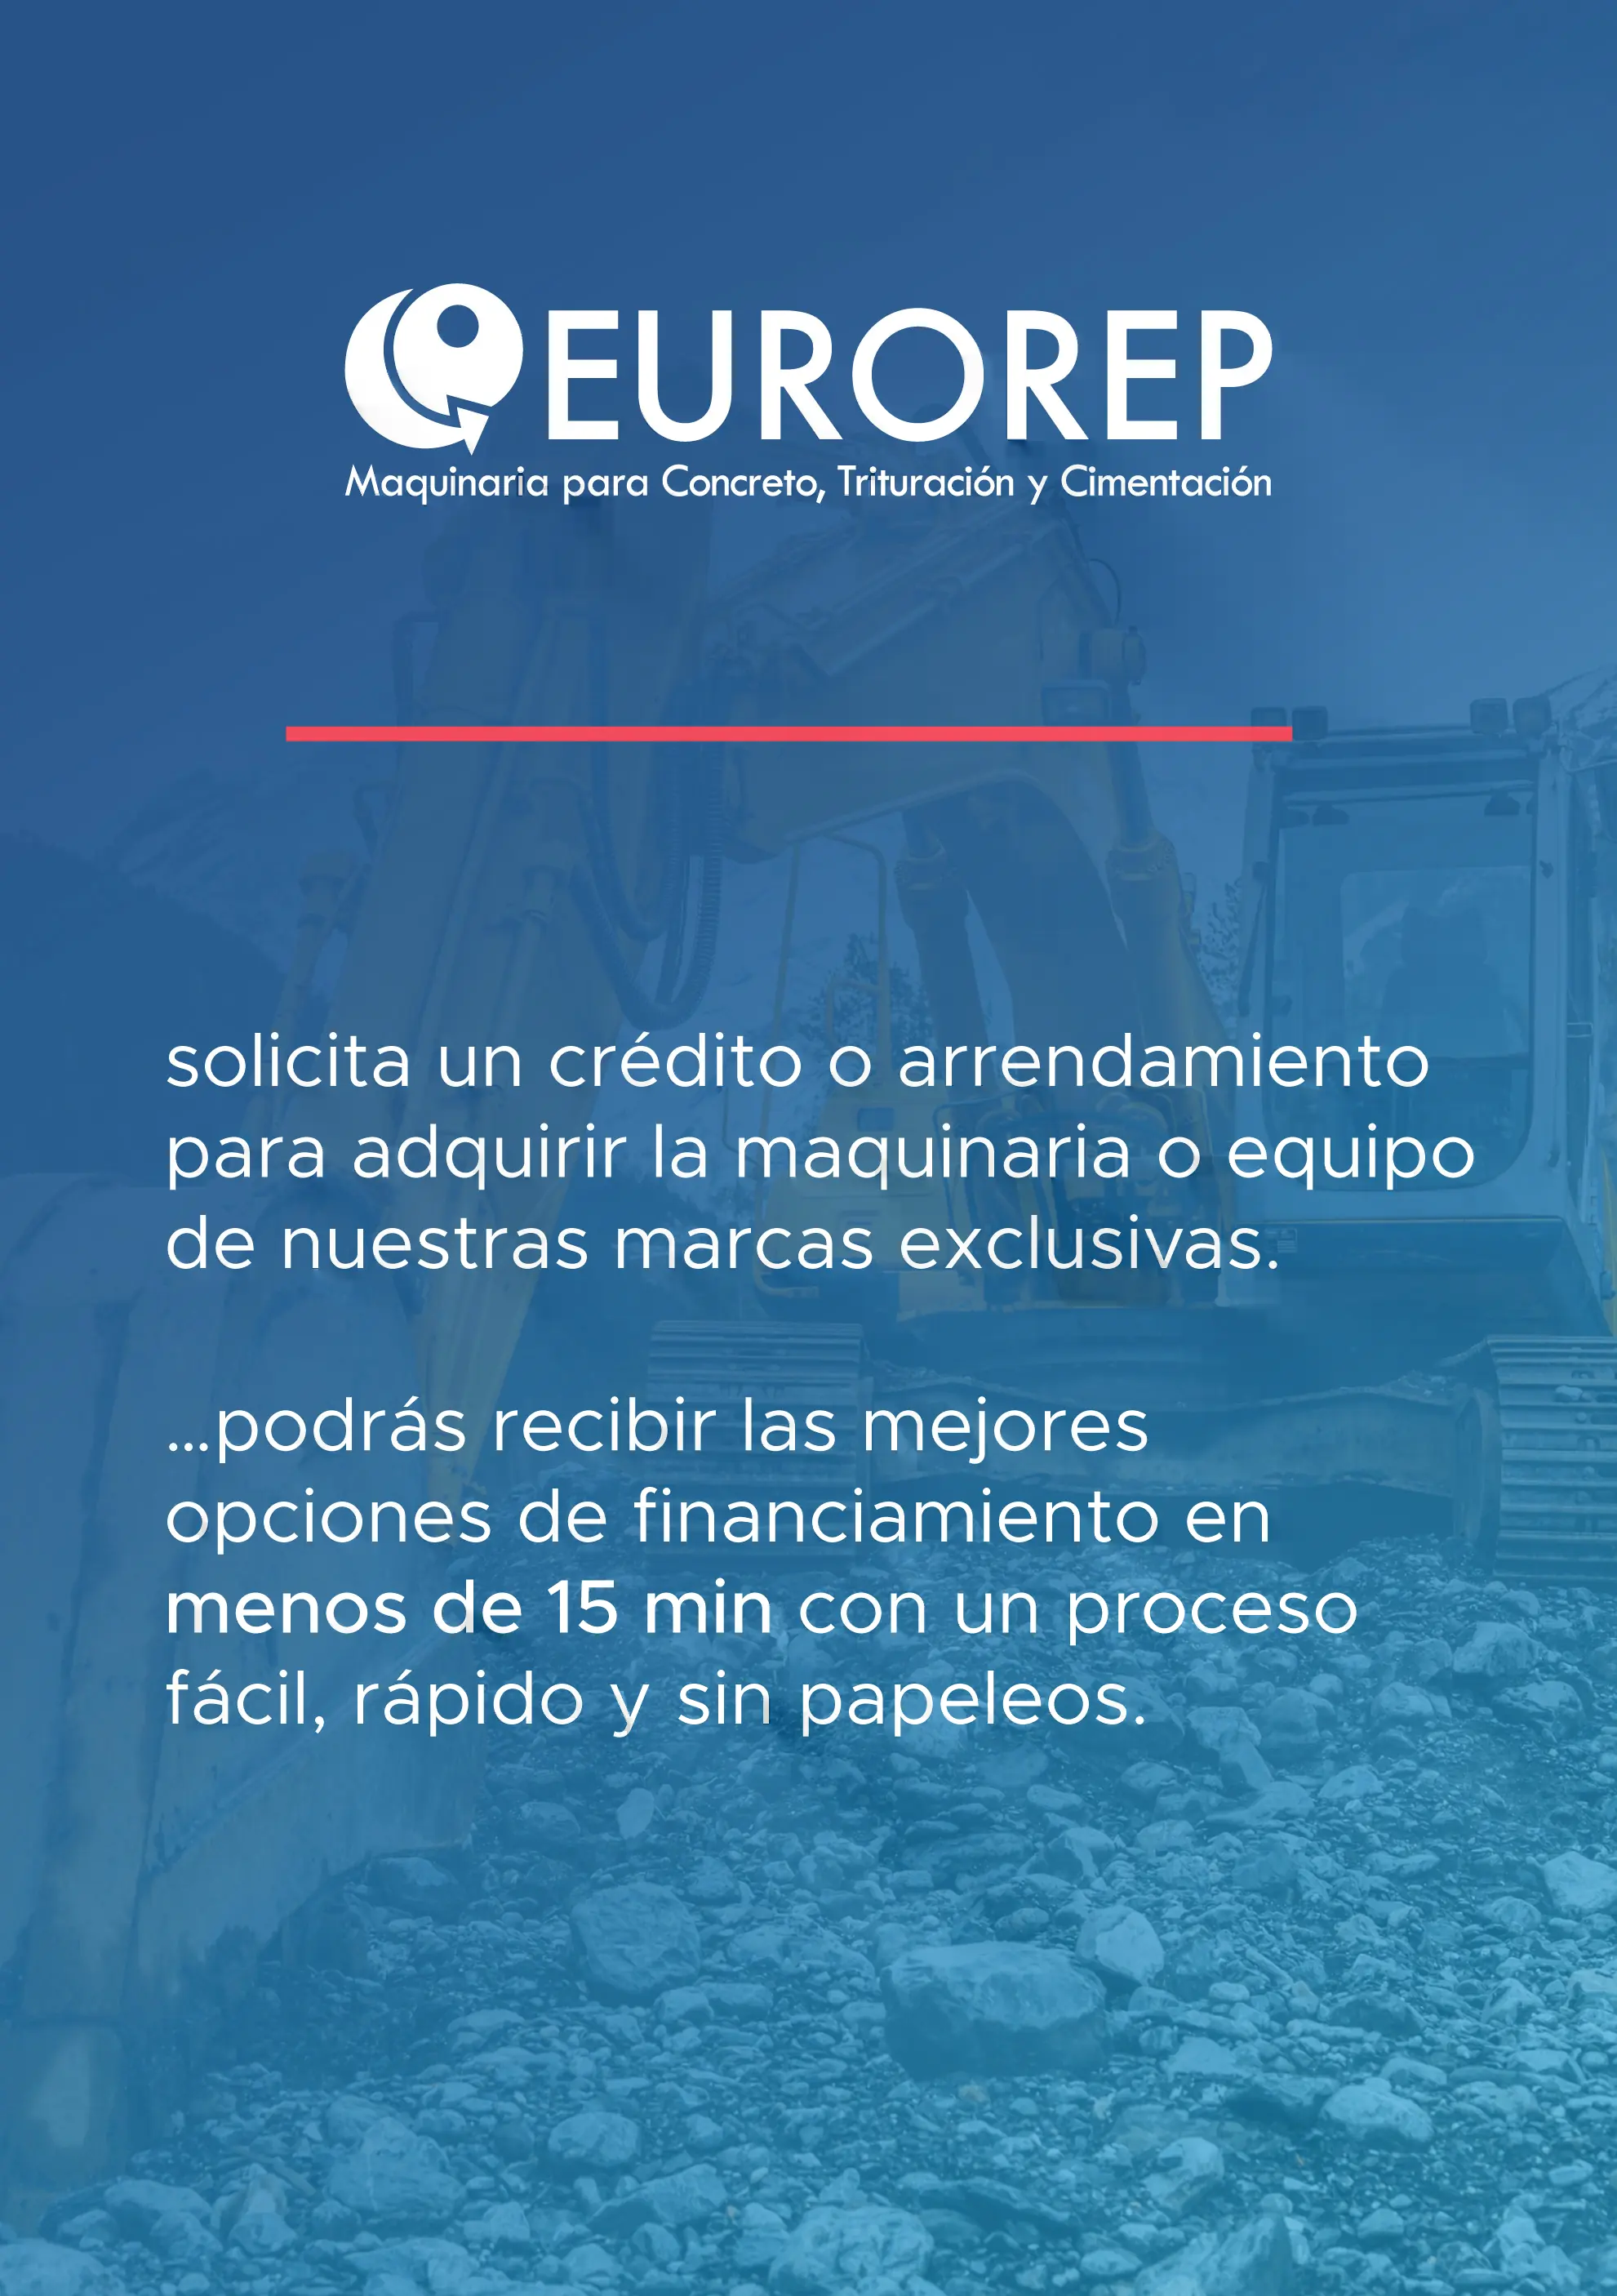 EUROREP
Maquinaria para Concreto, Trituración y Cimentación
solicita un crédito o arrendamiento
para adquirir la maquinaria o equipo
de nuestras marcas exclusivas.
...podrás recibir las mejores
opciones de financiamiento en
menos de 15 min con un proceso
fácil, rápido y sin papeleos.